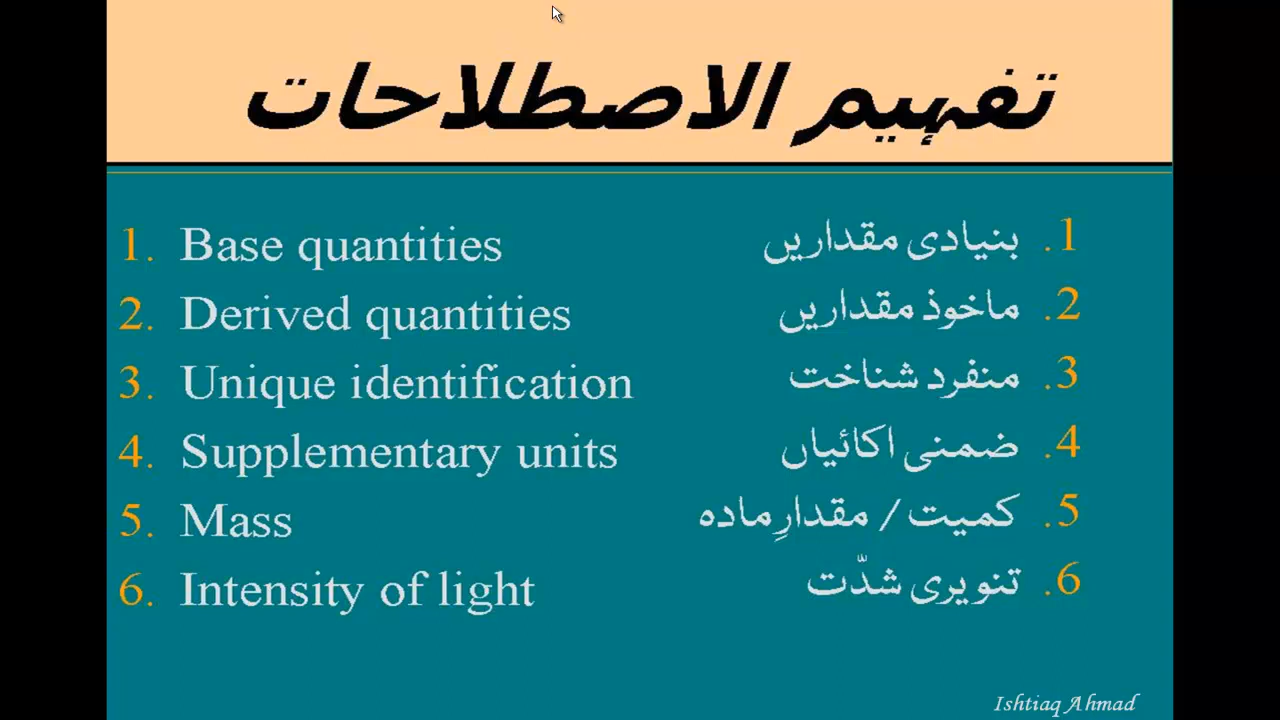 تفہیم الاصطلاحات
1. Base quantities
2. Derived quantities
3. Unique identification
4. Supplementary units
5. Mass
6. Intensity of light
1. بنیادی مقداریں
2. ماخوذ مقداریں
3. منفرد شناخت
4. ضمنی اکائیاں
5. کمیت / مقدارِمادہ
6. تنویری شدّت
Ishtiaq Ahmad